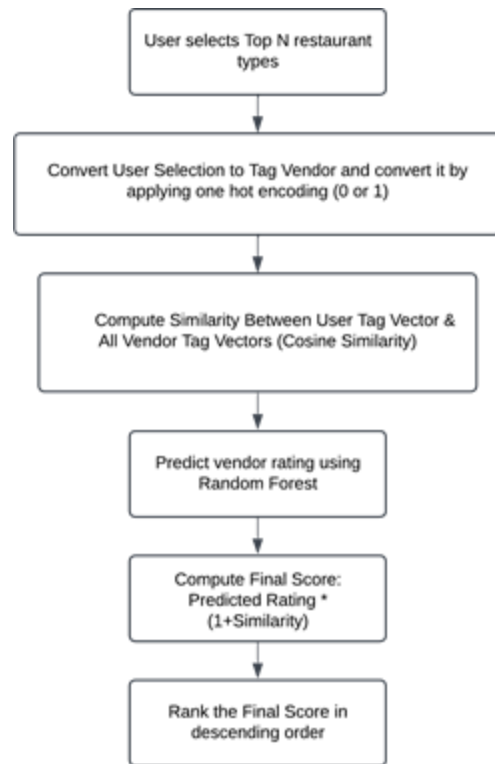 User selects Top N restaurant
types
Convert User Selection to Tag Vendor and convert it by
applying one hot encoding (0 or 1)
Compute Similarity Between User Tag Vector &
All Vendor Tag Vectors (Cosine Similarity)
Predict vendor rating using
Random Forest
Compute Final Score:
Predicted Rating *
(1+Similarity)
Rank the Final Score in
descending order